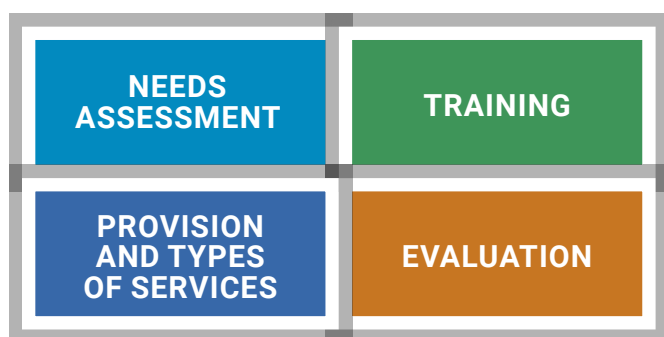 NEEDS
ASSESSMENT
TRAINING
PROVISION
AND TYPES
OF SERVICES
EVALUATION